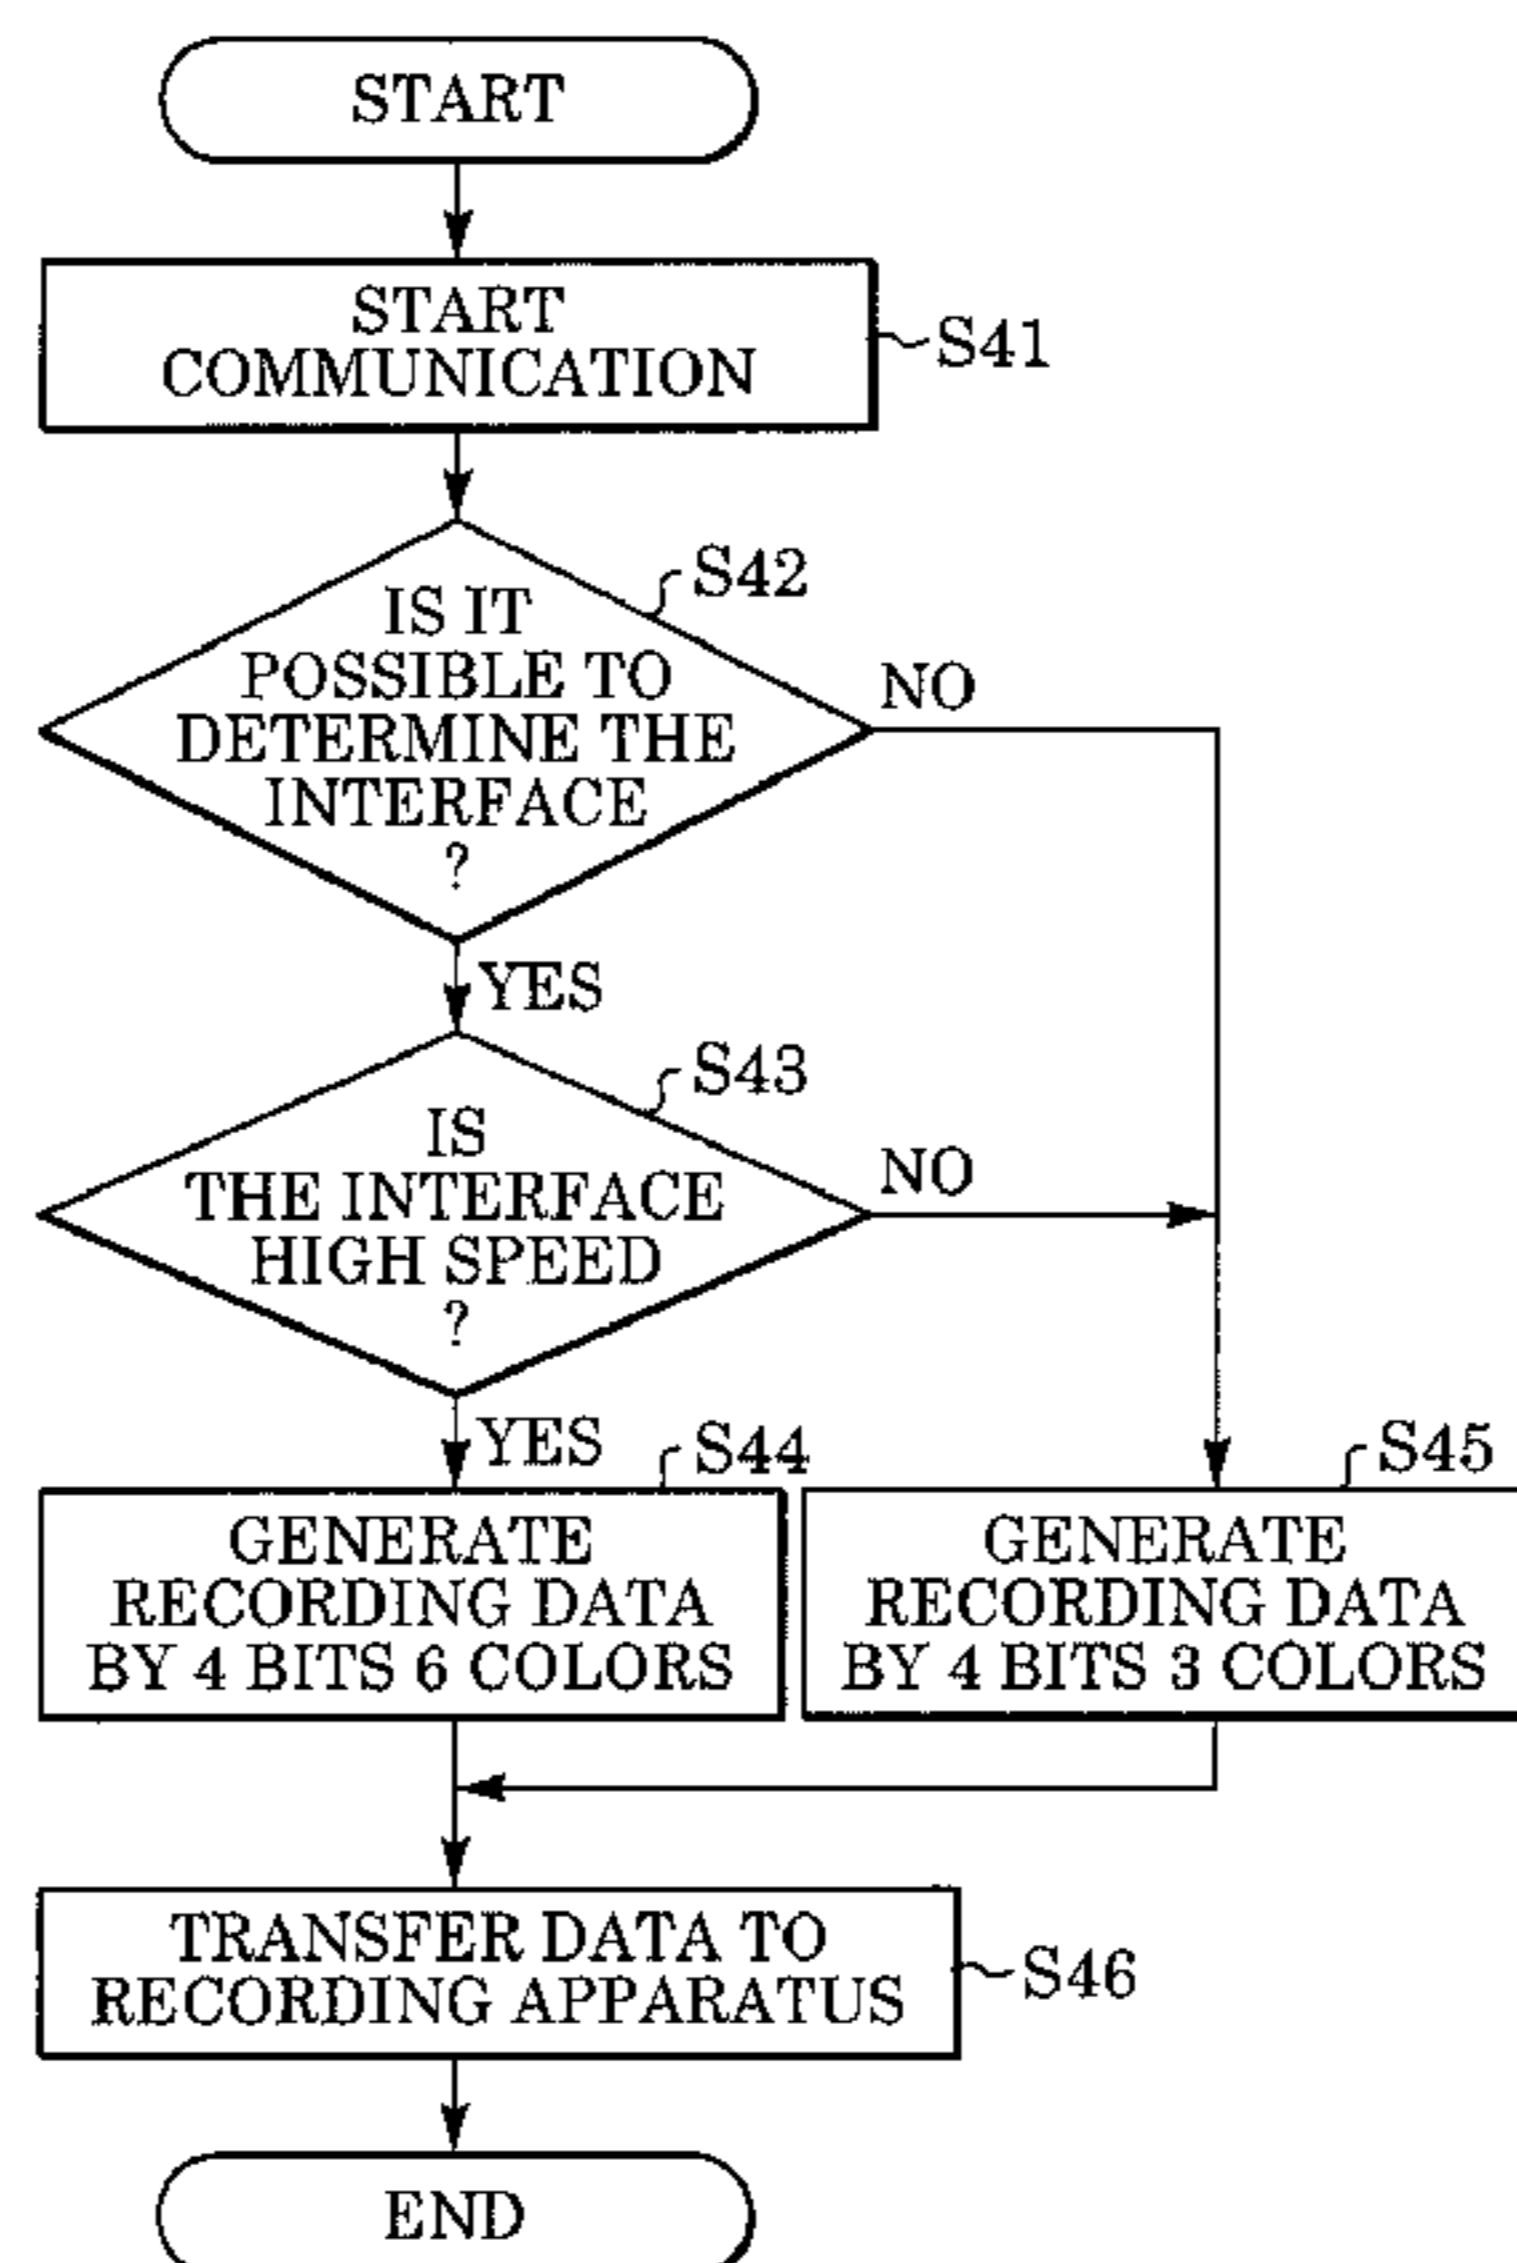 START
START
COMMUNICATION
S41
S42
IS IT
POSSIBLE TO
DETERMINE THE
INTERFACE
?
NO
YES
S43
IS
THE INTERFACE
HIGH SPEED
?
NO
YES
S44
GENERATE
RECORDING DATA
BY 4 BITS 6 COLORS
S45
GENERATE
RECORDING DATA
BY 4 BITS 3 COLORS
TRANSFER DATA TO
RECORDING APPARATUS
S46
END